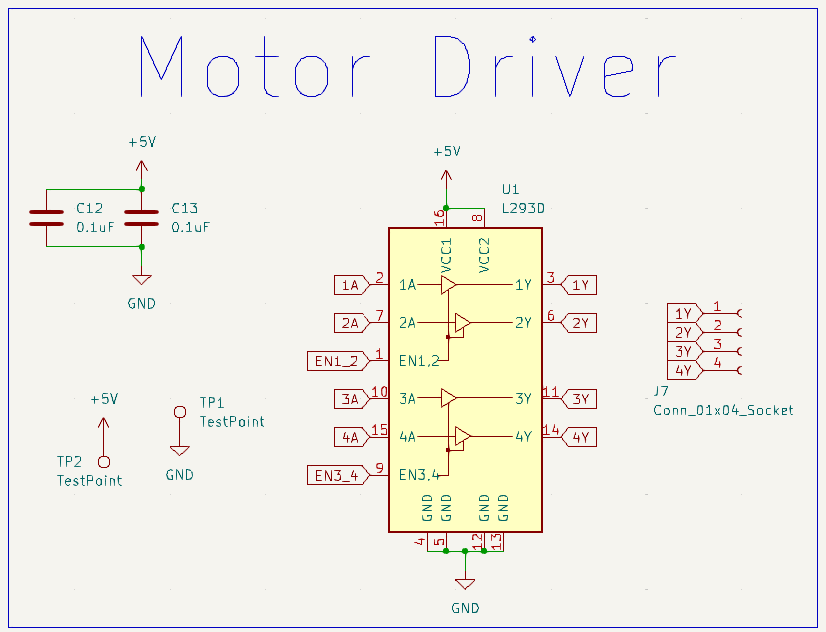 Motor Driver
+5V
C12
0.1uF
C13
0.1uF
GND
+5V
U1
L293D
16
8
VCC1
VCC2
1A
2
1A
1Y
3
1Y
2A
7
2A
2Y
6
2Y
EN1_2
1
EN1,2
3A
10
3A
3Y
11
3Y
4A
15
4A
4Y
14
4Y
EN3_4
9
EN3,4
GND
GND
GND
GND
4
5
12
13
GND
1Y
1
2Y
2
3Y
3
4Y
4
J7
Conn_01x04_Socket
+5V
TP2
TestPoint
TP1
TestPoint
GND